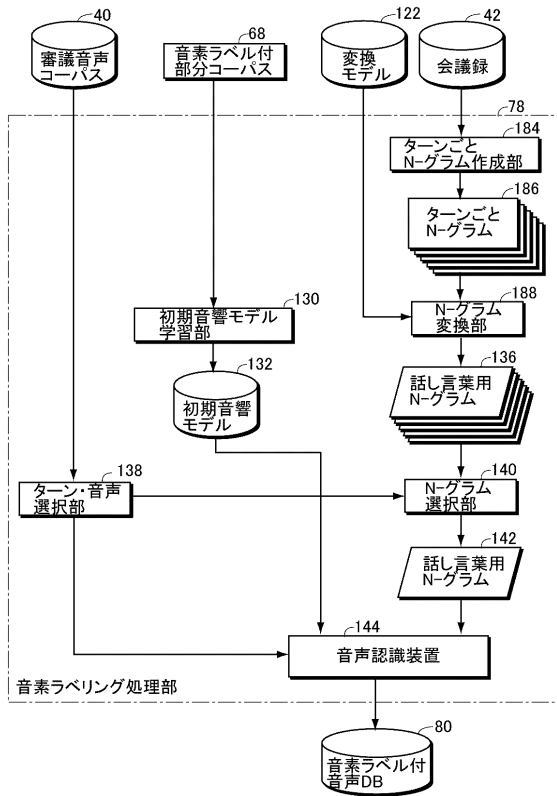 40
審議音声
コーパス
68
音素ラベル付
部分コーパス
122
変換
モデル
42
会議録
78
184
ターンごと
N-グラム作成部
186
ターンごと
N-グラム
130
初期音響モデル
学習部
188
N-グラム
変換部
132
初期音響
モデル
136
話し言葉用
N-グラム
138
ターン・音声
選択部
140
N-グラム
選択部
142
話し言葉用
N-グラム
144
音声認識装置
音素ラベリング処理部
80
音素ラベル付
音声DB